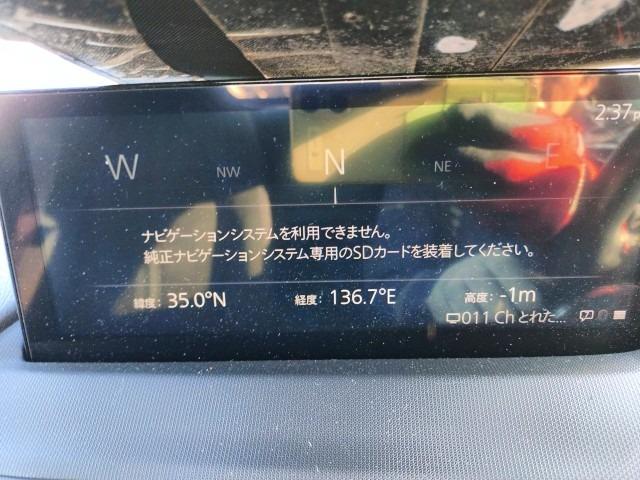 2:37
W NW N NE E
ナビゲーションシステムを利用できません。
純正ナビゲーションシステム専用のSDカードを装着してください。
緯度: 35.0°N 経度: 136.7°E 高度: -1m
011 Ch とれた...